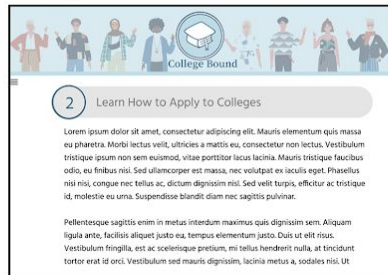 College Bound
2 Learn How to Apply to Colleges
Lorem ipsum dolor sit amet, consectetur adipiscing elit. Mauris elementum quis massa
eu pharetra. Morbi lectus velit, ultricies a mattis eu, consectetur non lectus. Vestibulum
tristique ipsum non sem euismod, vitae porttitor lacus lacinia. Mauris tristique faucibus
odio, eu finibus nisi. Sed ullamcorper est massa, nec volutpat ex iaculis eget. Phasellus
nisi nisi, congue nec tellus ac, dictum dignissim nisl. Sed velit turpis, efficitur ac tristique
id, molestie eu urna. Suspendisse blandit diam nec sagittis pulvinar.
Pellentesque sagittis enim in metus interdum maximus quis dignissim sem. Aliquam
ligula ante, facilisis aliquet justo eu, tempus elementum justo. Duis ut elit risus.
Vestibulum fringilla, est ac scelerisque pretium, mi tellus hendrerit nulla, at tincidunt
tortor erat id orci. Vestibulum sed mauris dignissim, lacinia metus a, sodales nisi. Ut